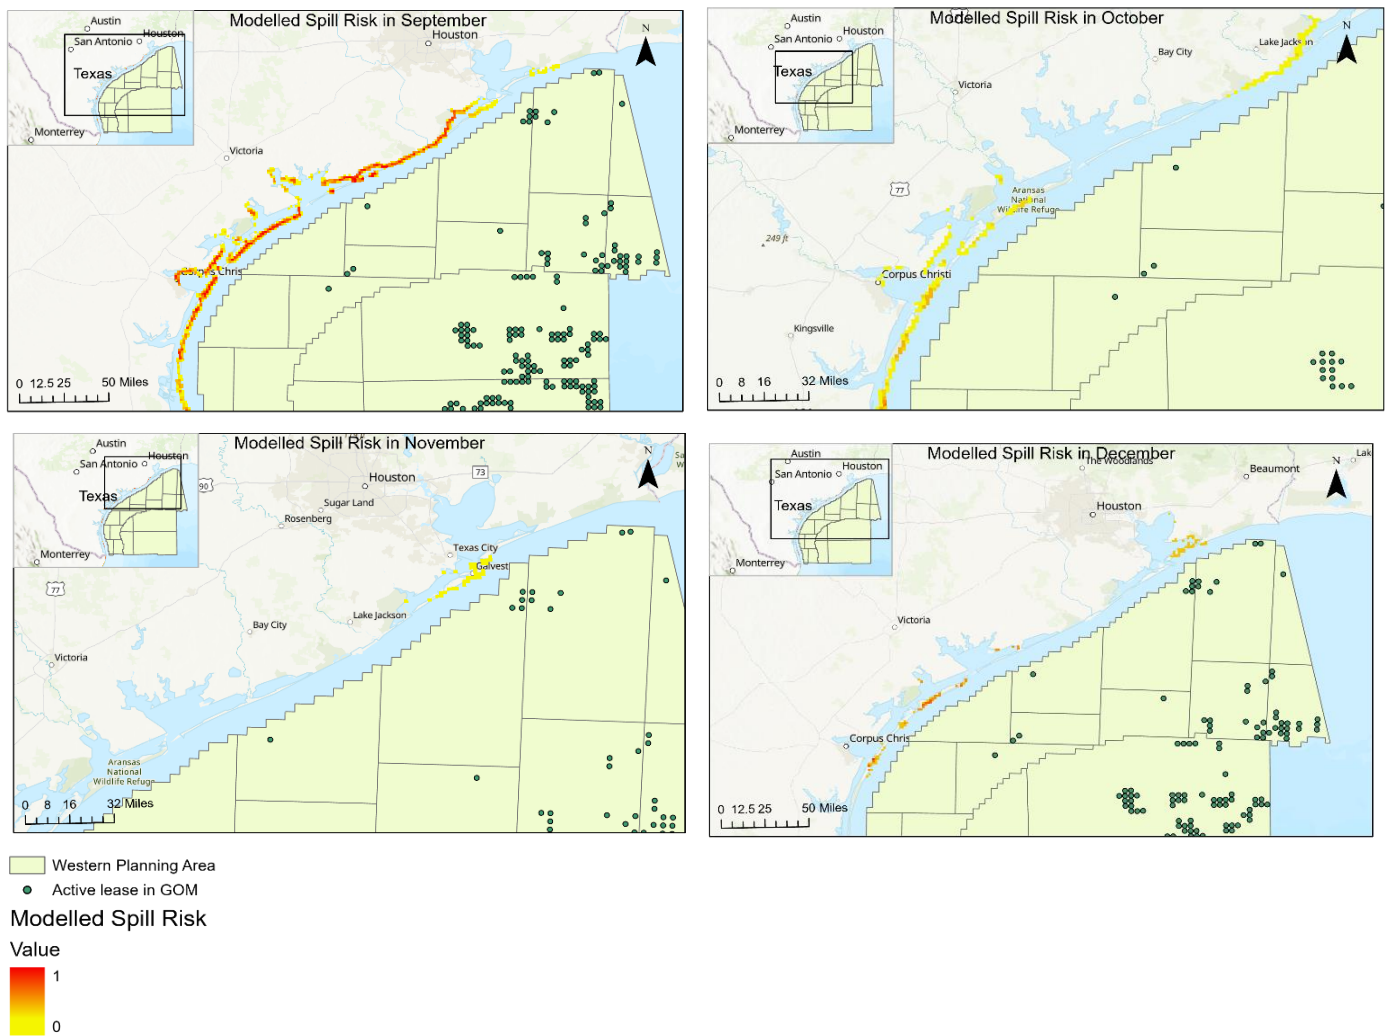 Modelled Spill Risk in September
Austin
San Antonio
Houston
Texas
Monterrey
Houston
N
Victoria
Corpus Chris
0 12.5 25 50 Miles
Modelled Spill Risk in October
Austin
San Antonio
Houston
Texas
Monterrey
N
Lake Jackson
Bay City
Victoria
77
Aransas
National
Wildlife Refuge
249 ft
Corpus Christi
Kingsville
0 8 16 32 Miles
Modelled Spill Risk in November
Austin
San Antonio
Houston
Texas
Monterrey
90
Houston
73
N
Sugar Land
Rosenberg
Texas City
Galvest
77
Lake Jackson
Bay City
Victoria
Aransas
National
Wildlife Refuge
0 8 16 32 Miles
Modelled Spill Risk in December
Austin
San Antonio
Houston
Texas
Monterrey
The Woodlands
Beaumont
N
Lak
Houston
Victoria
Corpus Chris
0 12.5 25 50 Miles
Western Planning Area
Active lease in GOM
Modelled Spill Risk
Value
1
0